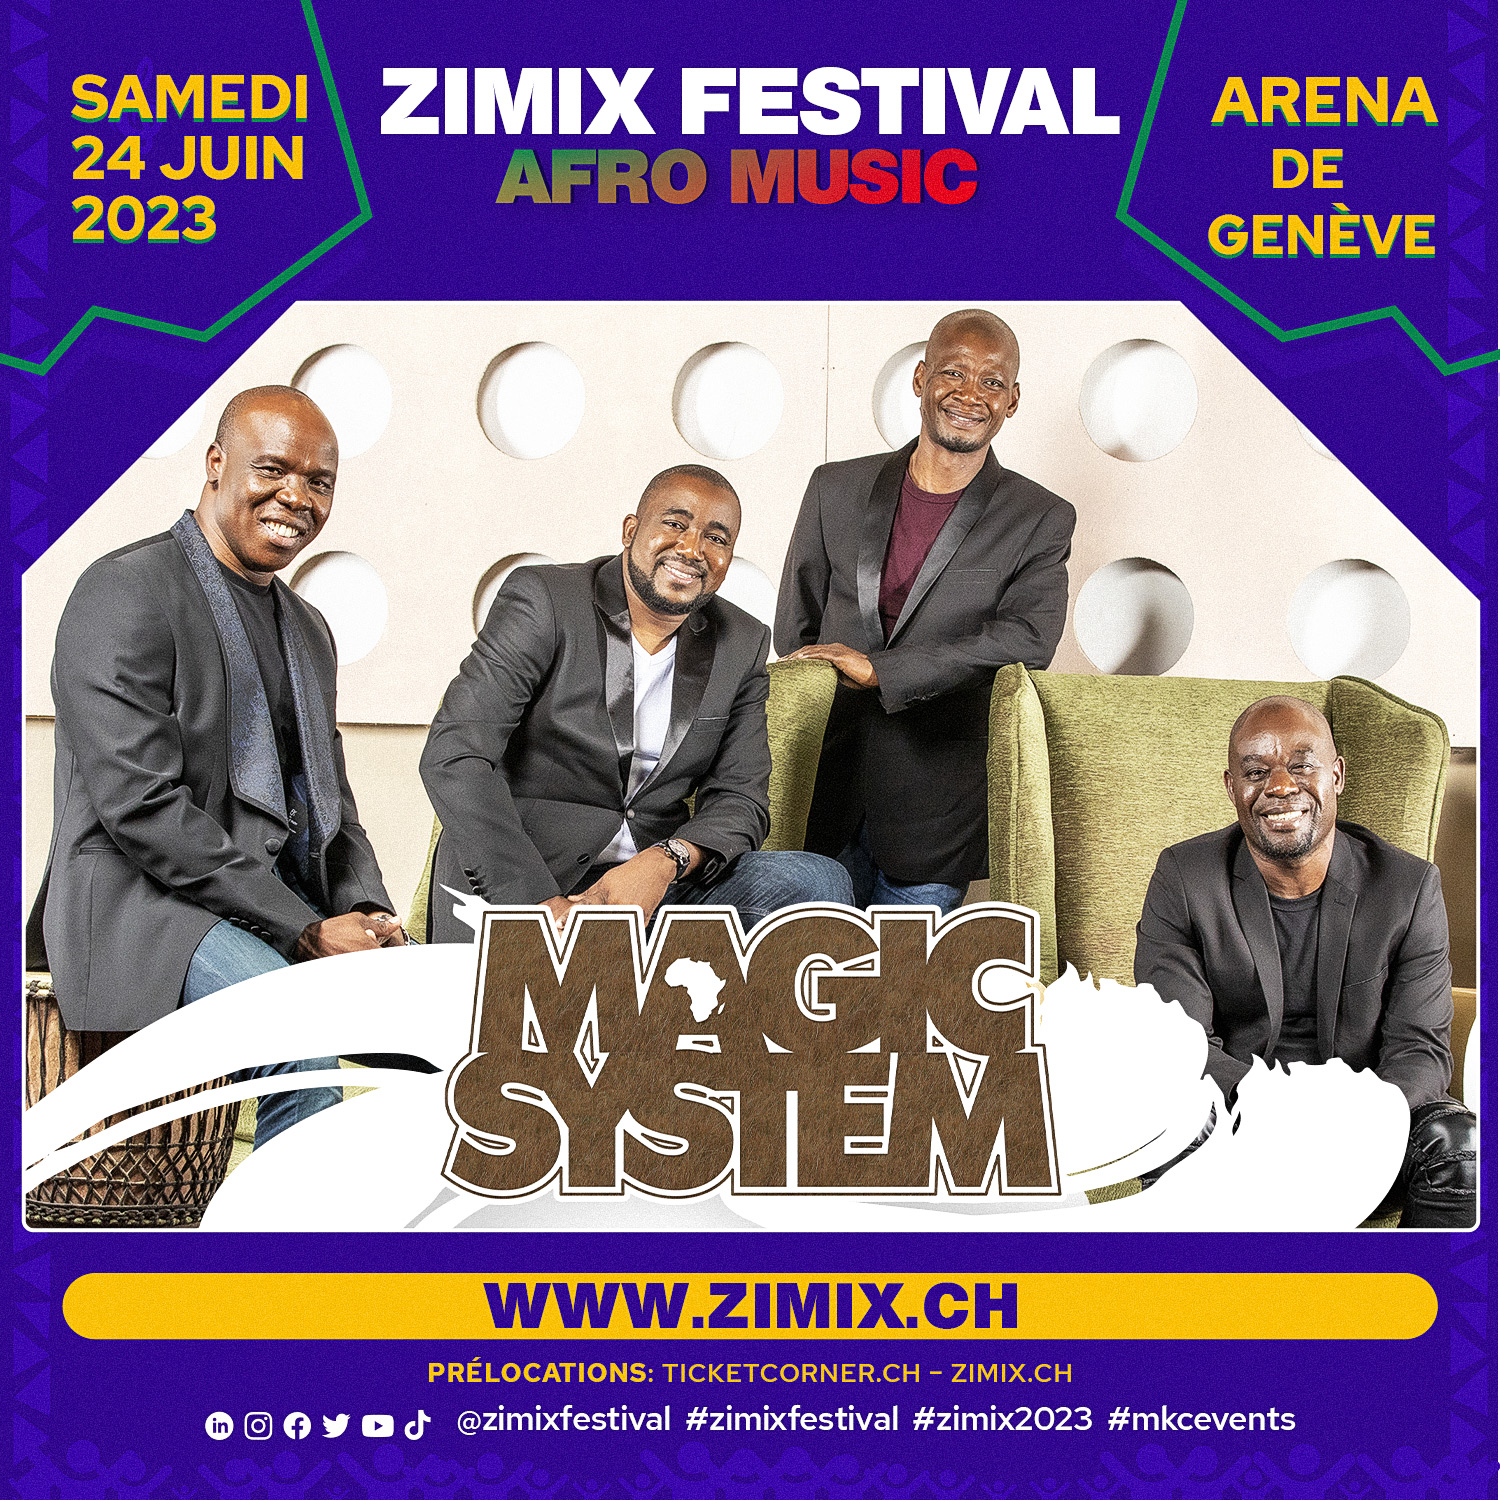 SAMEDI
24 JUIN
2023
ZIMIX FESTIVAL
AFRO MUSIC
ARENA
DE
GENÈVE
MAGIC
SYSTEM
WWW.ZIMIX.CH
PRÉLOCATIONS: TICKETCORNER.CH – ZIMIX.CH
in @zimixfestival #zimixfestival #zimix2023 #mkcevents